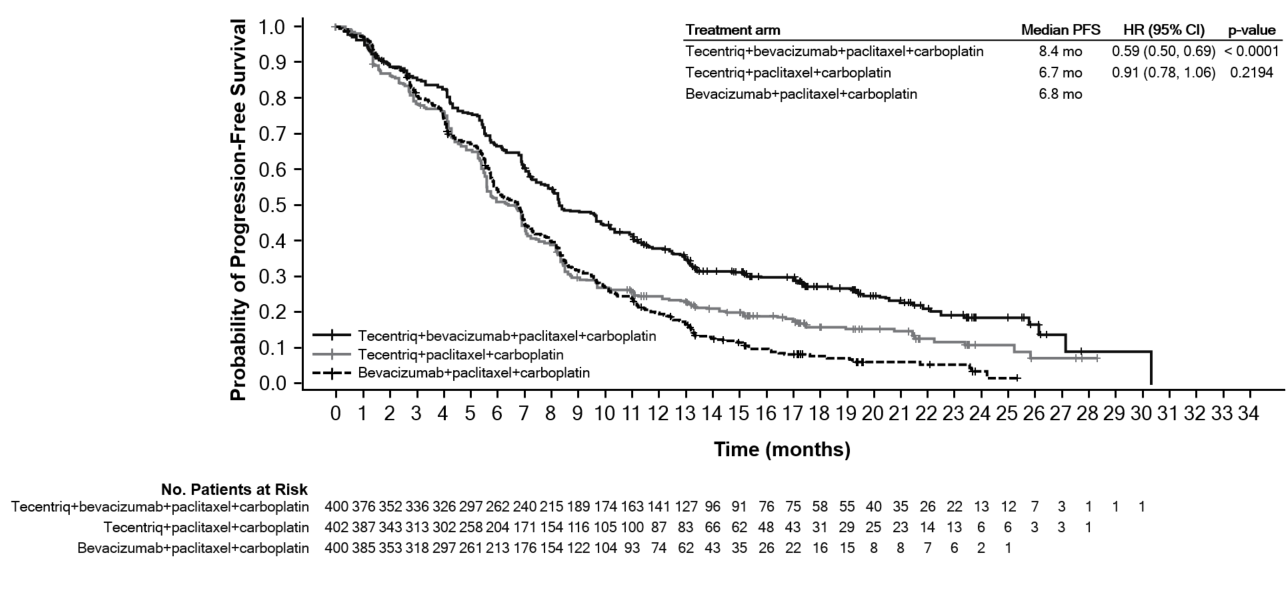 Probability of Progression-Free Survival
1.0
0.9
0.8
0.7
0.6
0.5
0.4
0.3
0.2
0.1
0.0
Treatment arm Median PFS HR (95% CI) p-value
Tecentriq+bevacizumab+paclitaxel+carboplatin 8.4 mo 0.59 (0.50, 0.69) < 0.0001
Tecentriq+paclitaxel+carboplatin 6.7 mo 0.91 (0.78, 1.06) 0.2194
Bevacizumab+paclitaxel+carboplatin 6.8 mo
Tecentriq+bevacizumab+paclitaxel+carboplatin
Tecentriq+paclitaxel+carboplatin
Bevacizumab+paclitaxel+carboplatin
0 1 2 3 4 5 6 7 8 9 10 11 12 13 14 15 16 17 18 19 20 21 22 23 24 25 26 27 28 29 30 31 32 33 34
Time (months)
No. Patients at Risk
Tecentriq+bevacizumab+paclitaxel+carboplatin 400 376 352 336 326 297 262 240 215 189 174 163 141 127 96 91 76 75 58 55 40 35 26 22 13 12 7 3 1 1 1
Tecentriq+paclitaxel+carboplatin 402 387 343 313 302 258 204 171 154 116 105 100 87 83 66 62 48 43 31 29 25 23 14 13 6 6 3 3 1
Bevacizumab+paclitaxel+carboplatin 400 385 353 318 297 261 213 176 154 122 104 93 74 62 43 35 26 22 16 15 8 8 7 6 2 1